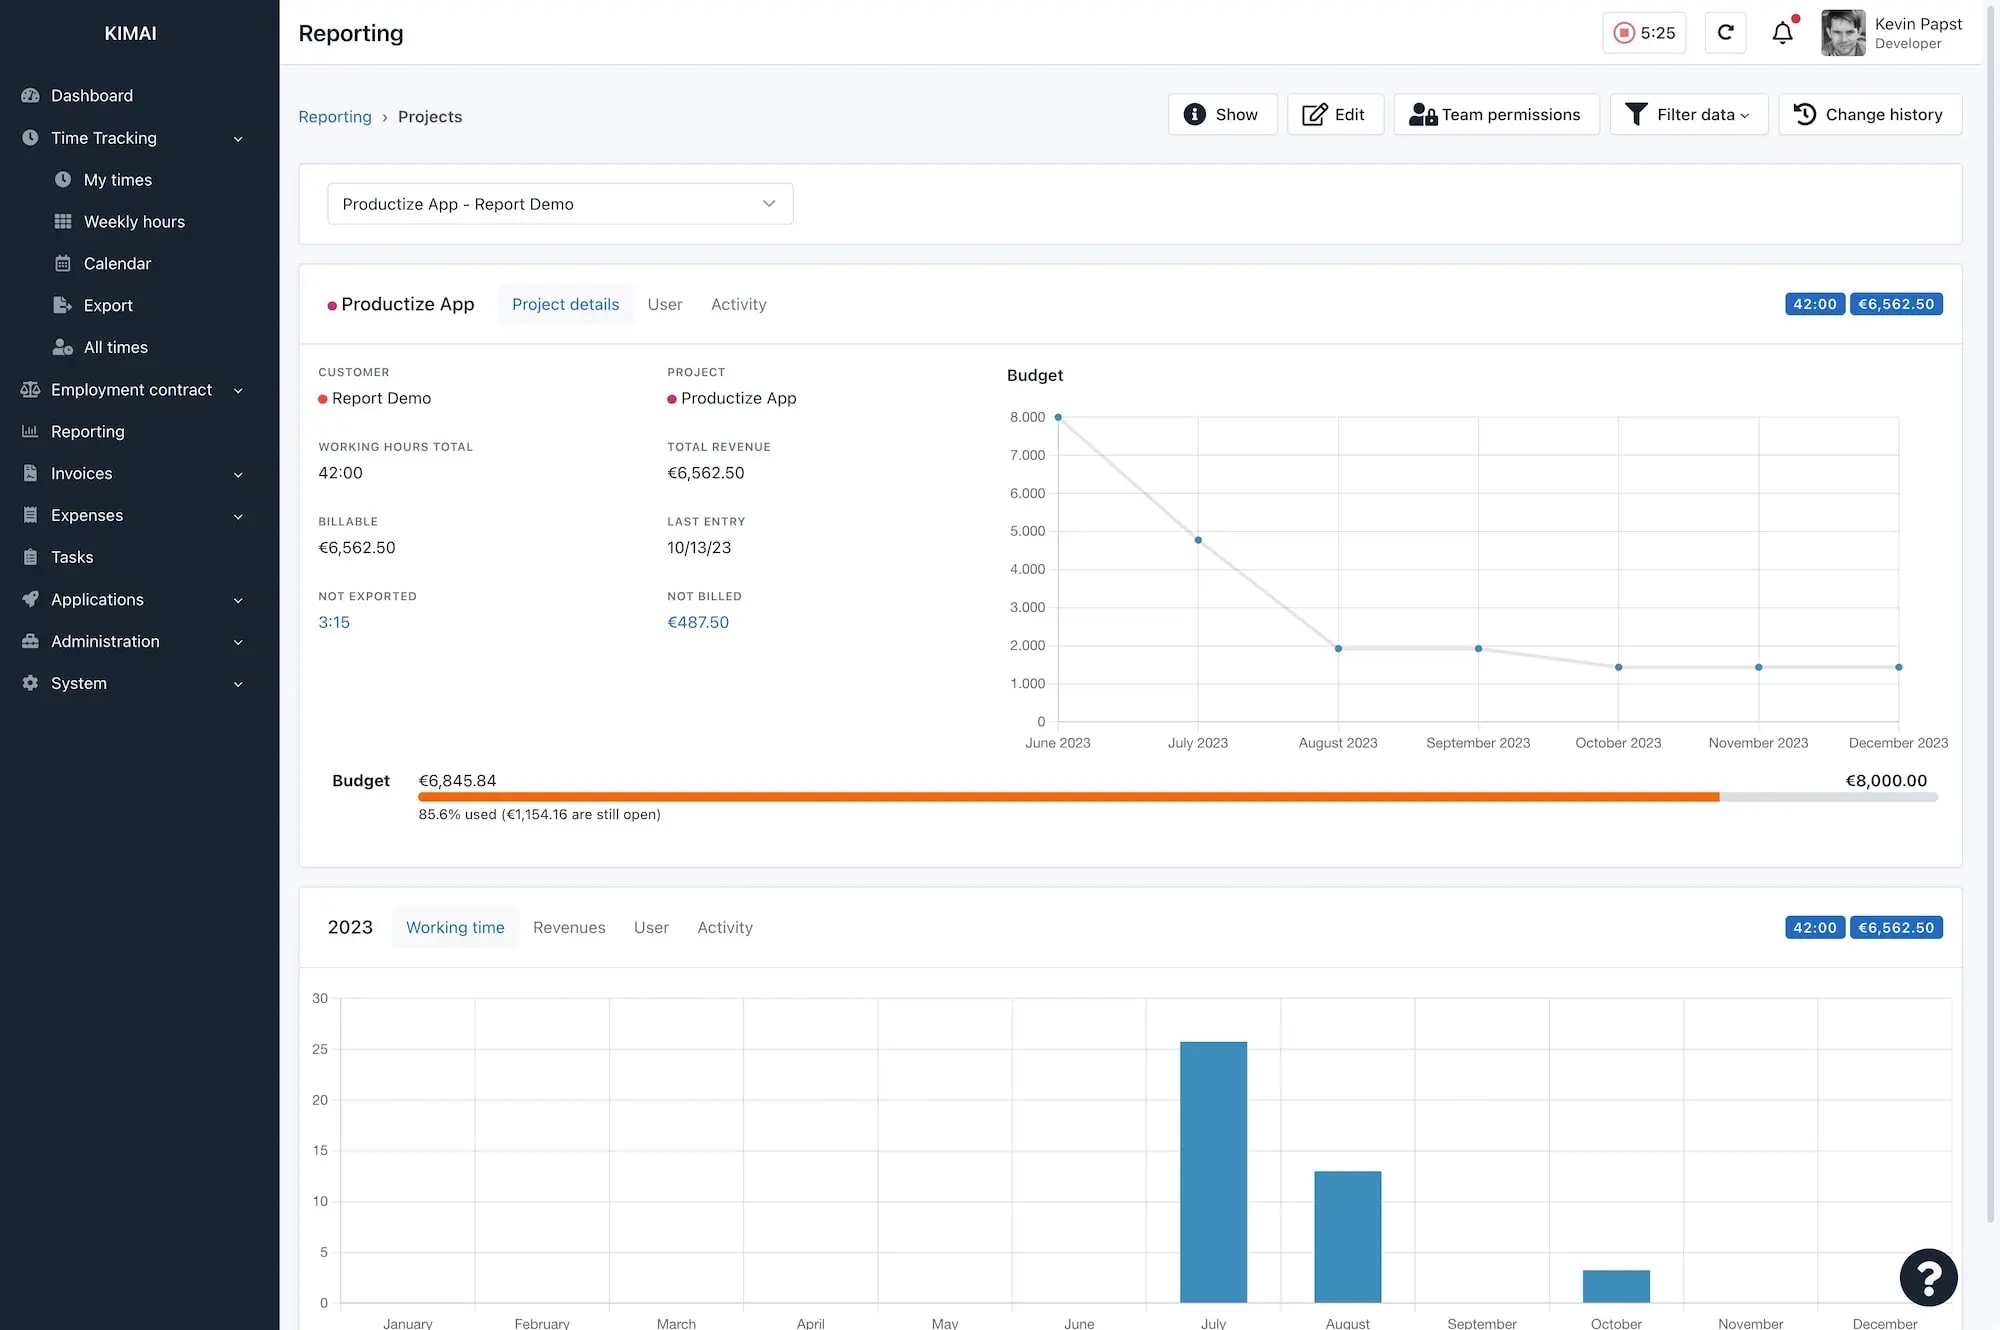 KIMAI
Dashboard
Time Tracking
My times
Weekly hours
Calendar
Export
All times
Employment contract
Reporting
Invoices
Expenses
Tasks
Applications
Administration
System
Reporting
5:25
Kevin Papst
Developer
Reporting › Projects
Show
Edit
Team permissions
Filter data
Change history
Productize App - Report Demo
Productize App
Project details
User
Activity
42:00
€6,562.50
CUSTOMER
Report Demo
PROJECT
Productize App
WORKING HOURS TOTAL
42:00
TOTAL REVENUE
€6,562.50
BILLABLE
€6,562.50
LAST ENTRY
10/13/23
NOT EXPORTED
3:15
NOT BILLED
€487.50
Budget
8.000
7.000
6.000
5.000
4.000
3.000
2.000
1.000
0
June 2023
July 2023
August 2023
September 2023
October 2023
November 2023
December 2023
Budget
€6,845.84
€8,000.00
85.6% used (€1,154.16 are still open)
2023
Working time
Revenues
User
Activity
42:00
€6,562.50
30
25
20
15
10
5
0
January
February
March
April
May
June
July
August
September
October
November
December
?